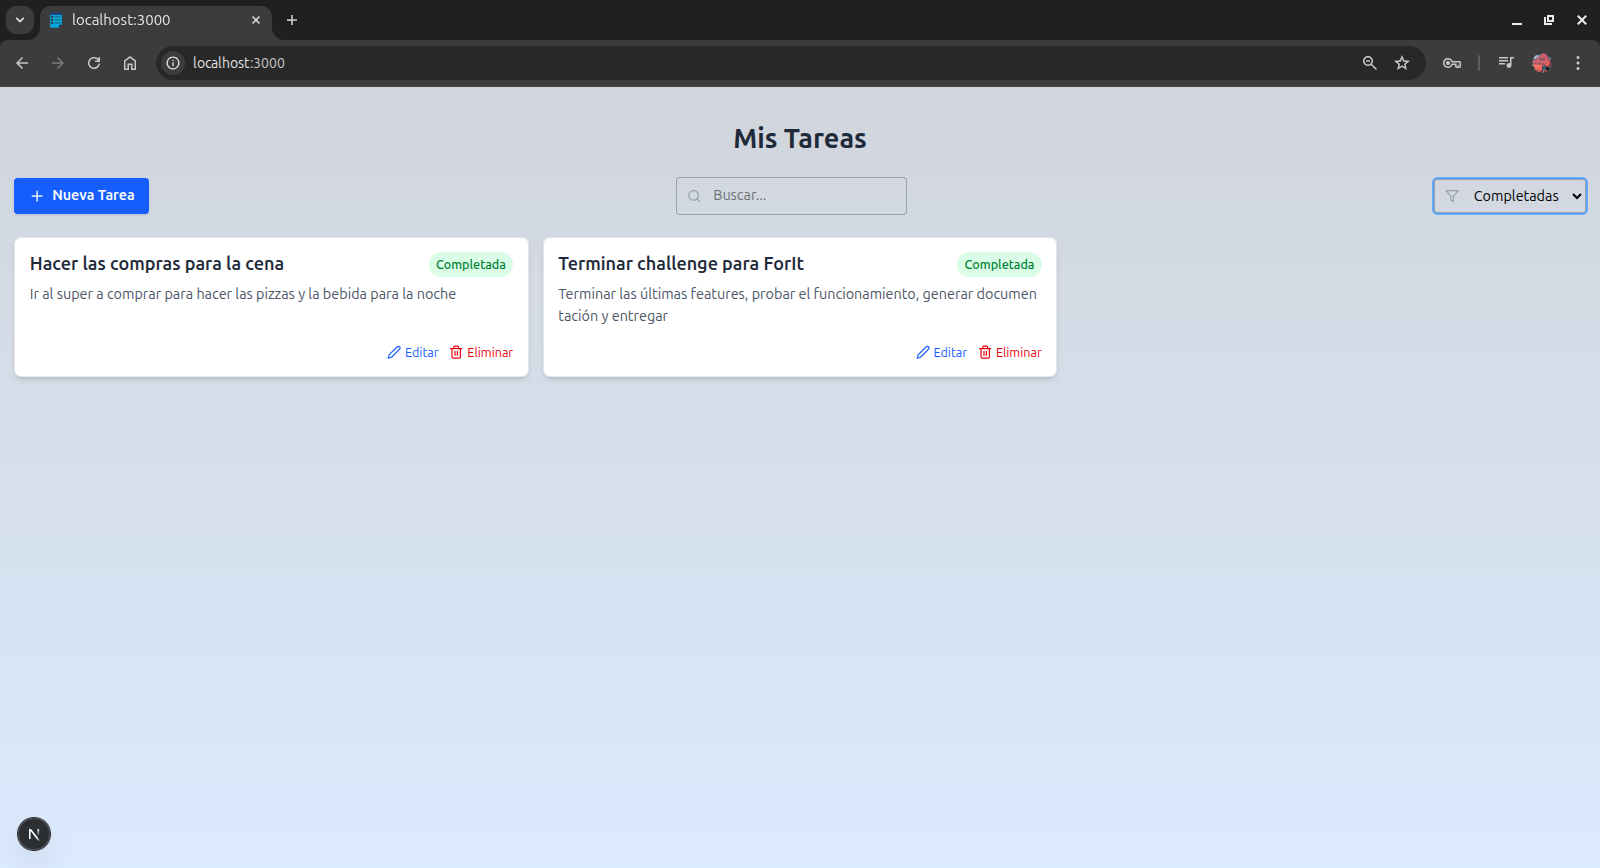 localhost:3000
localhost:3000
Mis Tareas
Nueva Tarea
Buscar...
Completadas
Hacer las compras para la cena
Completada
Ir al super a comprar para hacer las pizzas y la bebida para la noche
Editar
Eliminar
Terminar challenge para ForIt
Completada
Terminar las últimas features, probar el funcionamiento, generar documen
tación y entregar
Editar
Eliminar
N